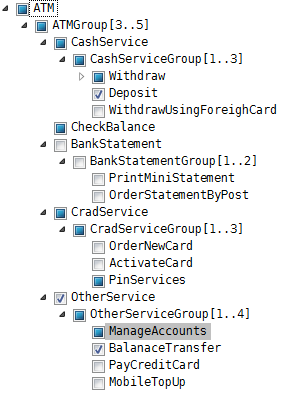 ATM
ATMGroup[3..5]
CashService
CashServiceGroup[1..3]
Withdraw
Deposit
WithdrawUsingForeighCard
CheckBalance
BankStatement
BankStatementGroup[1..2]
PrintMiniStatement
OrderStatementByPost
CradService
CradServiceGroup[1..3]
OrderNewCard
ActivateCard
PinServices
OtherService
OtherServiceGroup[1..4]
ManageAccounts
BalanaceTransfer
PayCreditCard
MobileTopUp